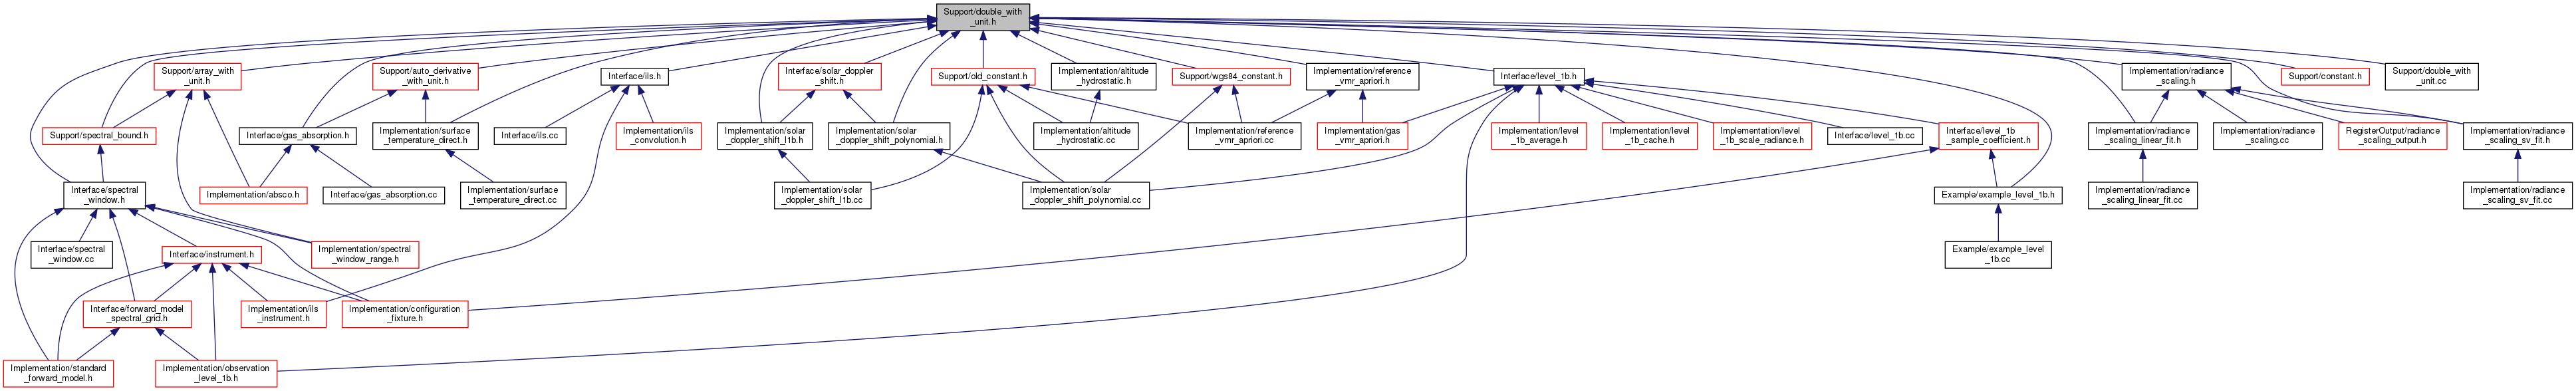 Support/double_with
_unit.h
Support/array_with
_unit.h
Support/auto_derivative
_with_unit.h
Interface/ils.h
Interface/solar_doppler
_shift.h
Support/old_constant.h
Implementation/altitude
_hydrostatic.h
Support/wgs84_constant.h
Implementation/reference
_vmr_apriori.h
Interface/level_1b.h
Implementation/radiance
_scaling.h
Support/constant.h
Support/double_with
_unit.cc
Support/spectral_bound.h
Interface/gas_absorption.h
Implementation/surface
_temperature_direct.h
Interface/ils.cc
Implementation/ils
_convolution.h
Implementation/solar
_doppler_shift_l1b.h
Implementation/solar
_doppler_shift_polynomial.h
Implementation/altitude
_hydrostatic.cc
Implementation/reference
_vmr_apriori.cc
Implementation/gas
_vmr_apriori.h
Implementation/level
_1b_average.h
Implementation/level
_1b_cache.h
Implementation/level
_1b_scale_radiance.h
Interface/level_1b.cc
Interface/level_1b
_sample_coefficient.h
Implementation/radiance
_scaling_linear_fit.h
Implementation/radiance
_scaling.cc
RegisterOutput/radiance
_scaling_output.h
Implementation/radiance
_scaling_sv_fit.h
Interface/spectral
_window.h
Implementation/absco.h
Interface/gas_absorption.cc
Implementation/surface
_temperature_direct.cc
Implementation/solar
_doppler_shift_l1b.cc
Implementation/solar
_doppler_shift_polynomial.cc
Example/example_level_1b.h
Implementation/radiance
_scaling_linear_fit.cc
Implementation/radiance
_scaling_sv_fit.cc
Interface/spectral
_window.cc
Interface/instrument.h
Implementation/spectral
_window_range.h
Example/example_level
_1b.cc
Interface/forward_model
_spectral_grid.h
Implementation/ils
_instrument.h
Implementation/configuration
_fixture.h
Implementation/standard
_forward_model.h
Implementation/observation
_level_1b.h